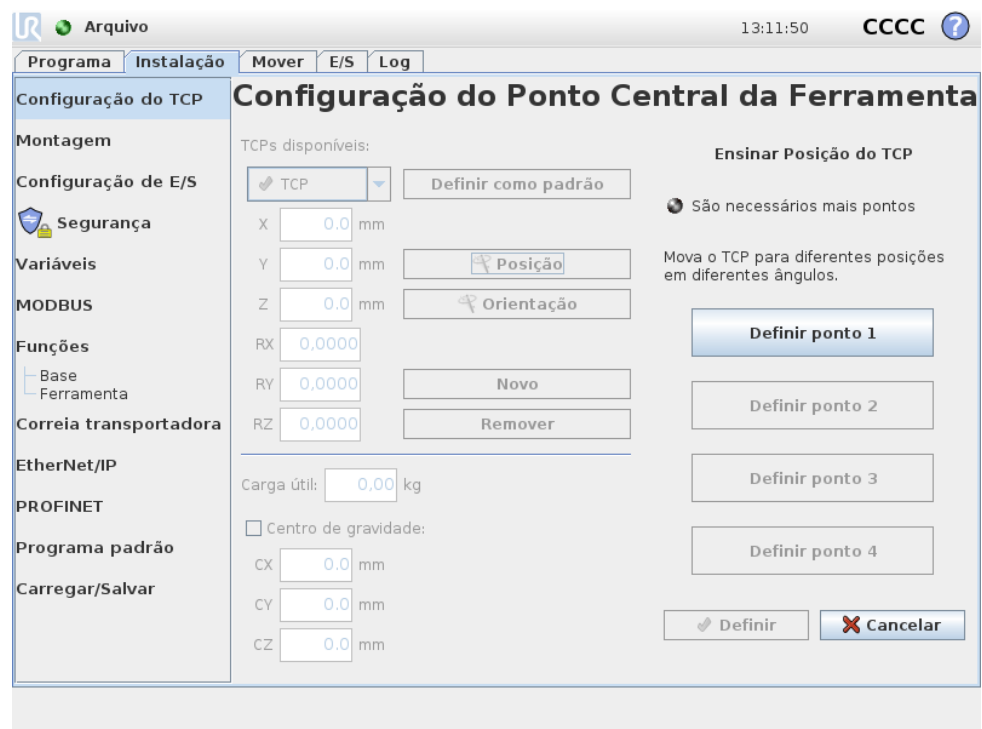 UR Arquivo 13:11:50 CCCC ?
Programa Instalação Mover E/S Log
Configuração do TCP
Montagem
Configuração de E/S
Segurança
Variáveis
MODBUS
Funções
Base
Ferramenta
Correia transportadora
EtherNet/IP
PROFINET
Programa padrão
Carregar/Salvar
Configuração do Ponto Central da Ferramenta
TCPs disponíveis:
TCP Definir como padrão
X 0.0 mm
Y 0.0 mm Posição
Z 0.0 mm Orientação
RX 0,0000
RY 0,0000 Novo
RZ 0,0000 Remover
Carga útil: 0,00 kg
Centro de gravidade:
CX 0.0 mm
CY 0.0 mm
CZ 0.0 mm
Ensinar Posição do TCP
São necessários mais pontos
Mova o TCP para diferentes posições
em diferentes ângulos.
Definir ponto 1
Definir ponto 2
Definir ponto 3
Definir ponto 4
Definir Cancelar